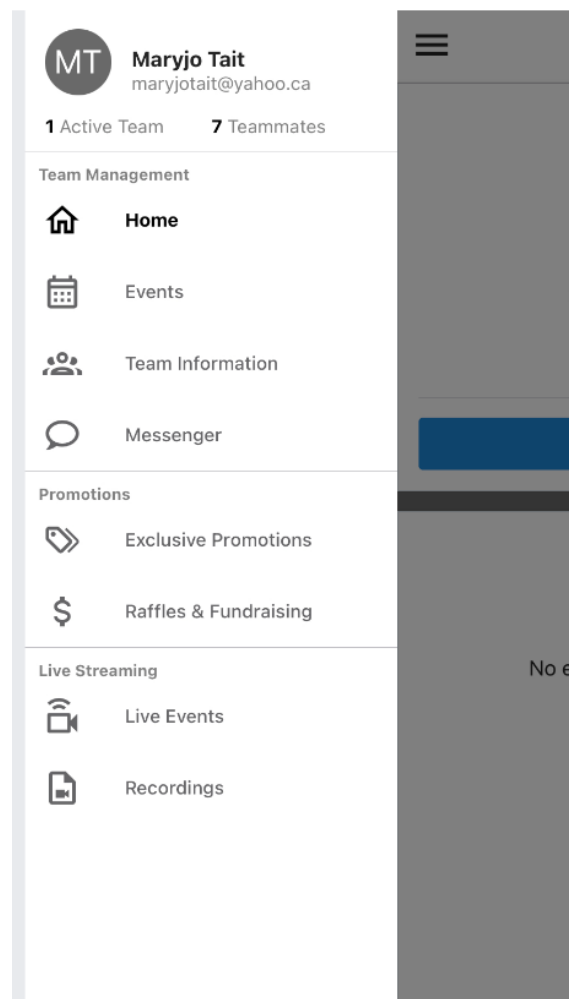 MT
Maryjo Tait
maryjotait@yahoo.ca
1 Active Team 7 Teammates
Team Management
Home
Events
Team Information
Messenger
Promotions
Exclusive Promotions
$ Raffles & Fundraising
Live Streaming
Live Events
Recordings
No